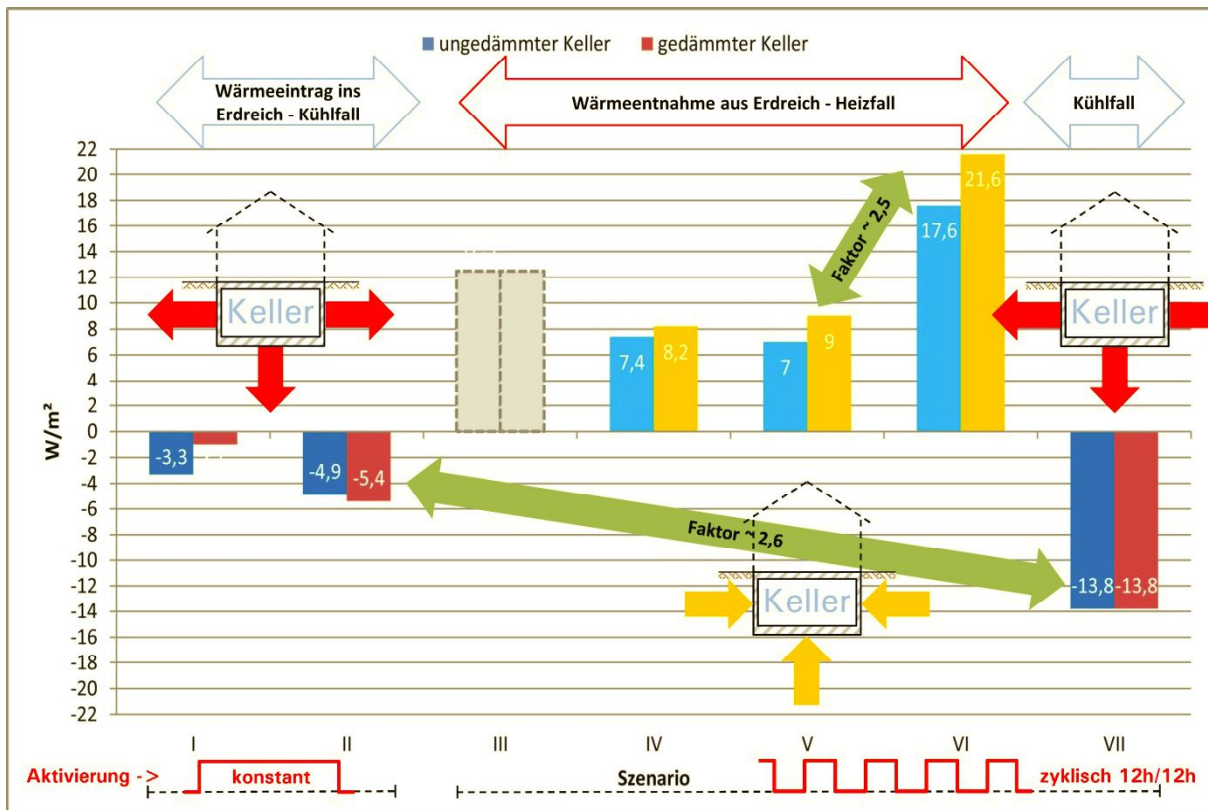 ungedämmter Keller gedämmter Keller
Wärmeeintrag ins
Erdreich - Kühlfall
Wärmeentnahme aus Erdreich - Heizfall
Kühlfall
W/m²
22
20
18
16
14
12
10
8
6
4
2
0
-2
-4
-6
-8
-10
-12
-14
-16
-18
-20
-22
Keller
Keller
Keller
-3,3
-4,9
-5,4
7,4
8,2
7
9
17,6
21,6
-13,8
-13,8
Faktor ~ 2,5
Faktor ~ 2,6
I II III IV V VI VII
Aktivierung -> konstant Szenario zyklisch 12h/12h